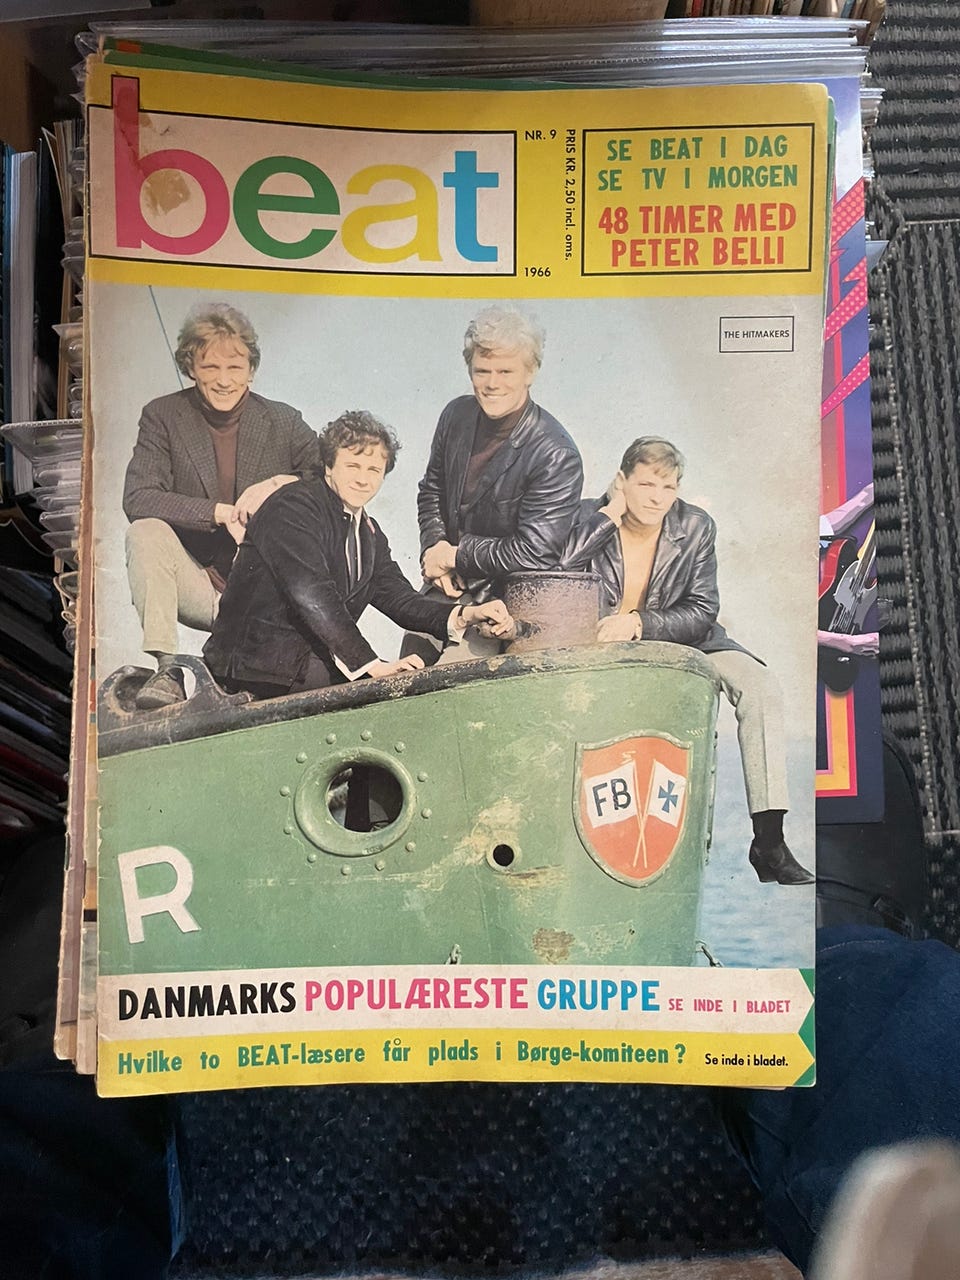 beat
NR. 9
PRIS KR. 2,50 incl. oms.
1966
SE BEAT I DAG
SE TV I MORGEN
48 TIMER MED
PETER BELLI
THE HITMAKERS
FB
R
DANMARKS POPULÆRESTE GRUPPE SE INDE I BLADET
Hvilke to BEAT-læsere får plads i Børge-komiteen? Se inde i bladet.